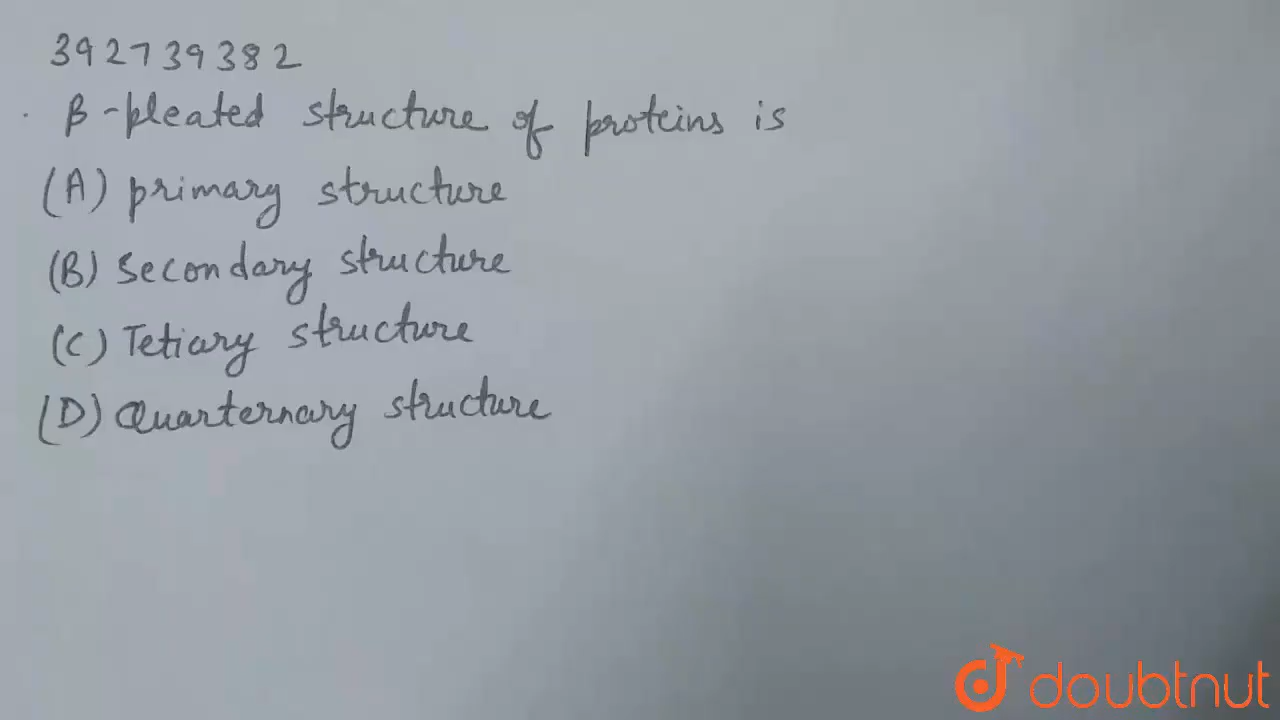 392739382
β-pleated structure of proteins is
(A) primary structure
(B) Secondary structure
(C) Tetiary structure
(D) Quarternary structure
doubtnut